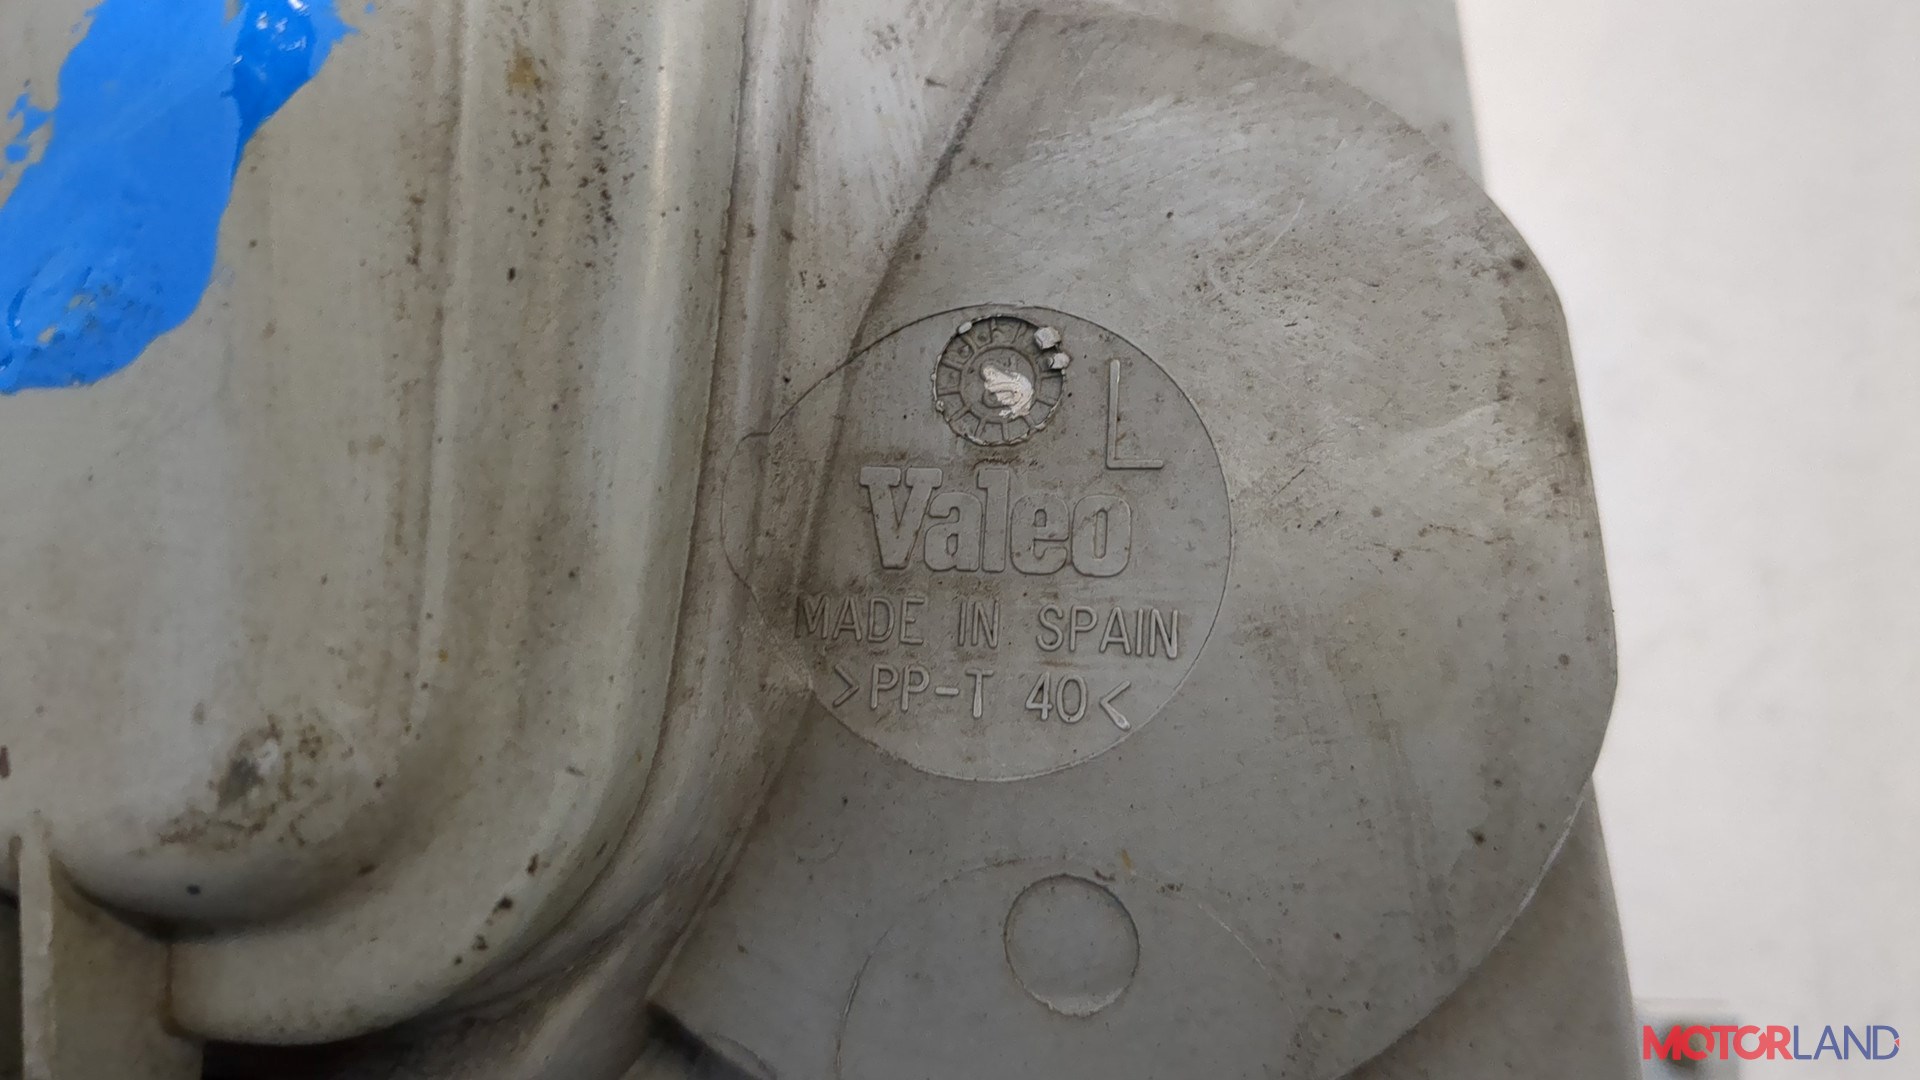 L
Valeo
MADE IN SPAIN
>PP-T 40<
MOTORLAND